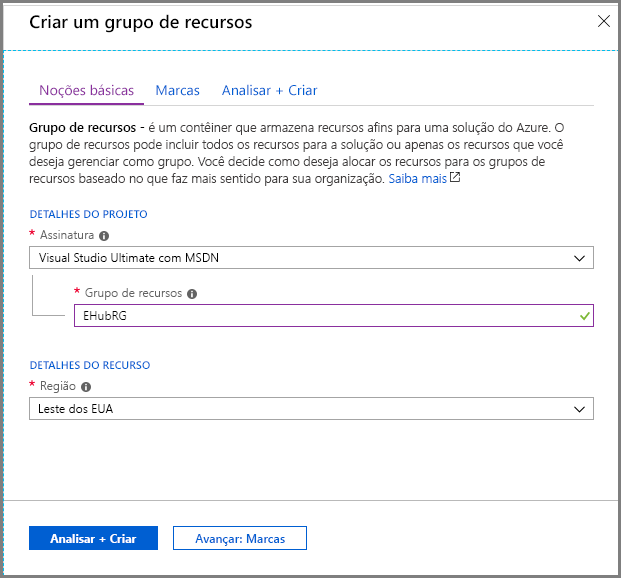 Criar um grupo de recursos
Noções básicas
Marcas
Analisar + Criar
Grupo de recursos - é um contêiner que armazena recursos afins para uma solução do Azure. O
grupo de recursos pode incluir todos os recursos para a solução ou apenas os recursos que você
deseja gerenciar como grupo. Você decide como deseja alocar os recursos para os grupos de
recursos baseado no que faz mais sentido para sua organização. Saiba mais
DETALHES DO PROJETO
* Assinatura
Visual Studio Ultimate com MSDN
* Grupo de recursos
EHubRG
DETALHES DO RECURSO
* Região
Leste dos EUA
Analisar + Criar
Avançar: Marcas